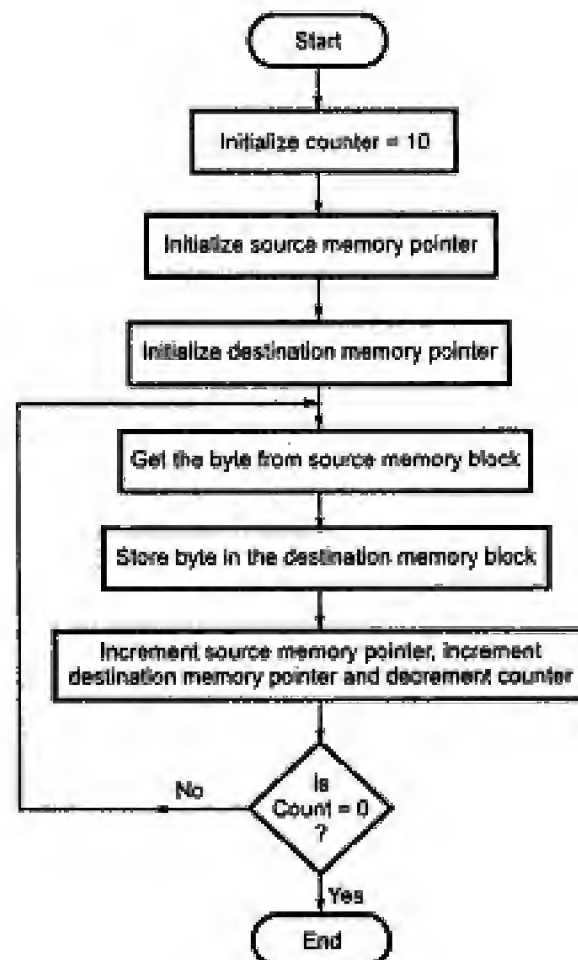 Start
Initialize counter = 10
Initialize source memory pointer
Initialize destination memory pointer
Get the byte from source memory block
Store byte in the destination memory block
Increment source memory pointer, increment
destination memory pointer and decrement counter
Is
Count = 0
?
No
Yes
End